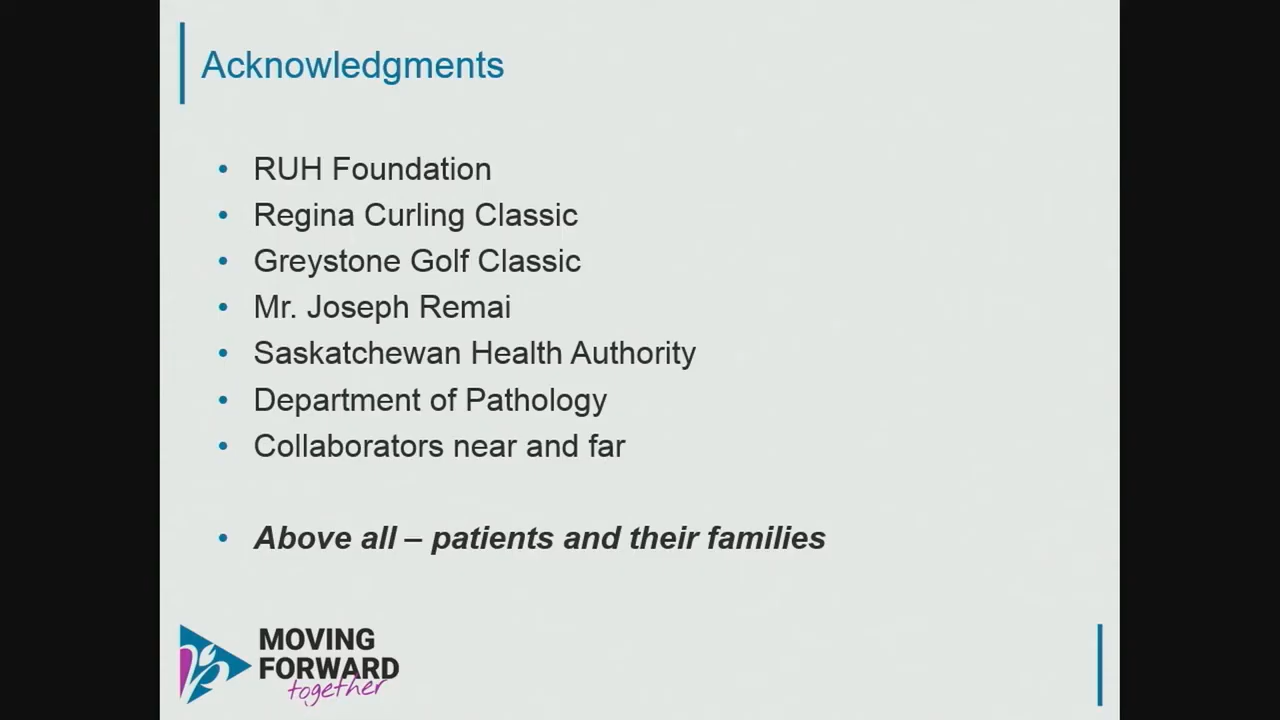 Acknowledgments
• RUH Foundation
• Regina Curling Classic
• Greystone Golf Classic
• Mr. Joseph Remai
• Saskatchewan Health Authority
• Department of Pathology
• Collaborators near and far
• Above all – patients and their families
MOVING
FORWARD
together